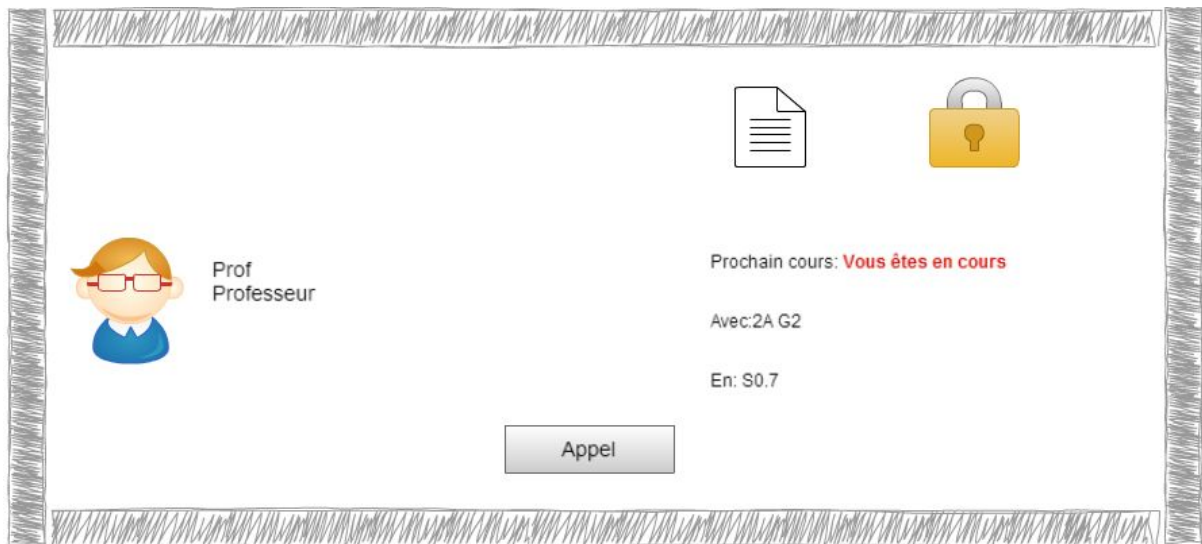 Prof
Professeur
Prochain cours: Vous êtes en cours
Avec:2A G2
En: S0.7
Appel